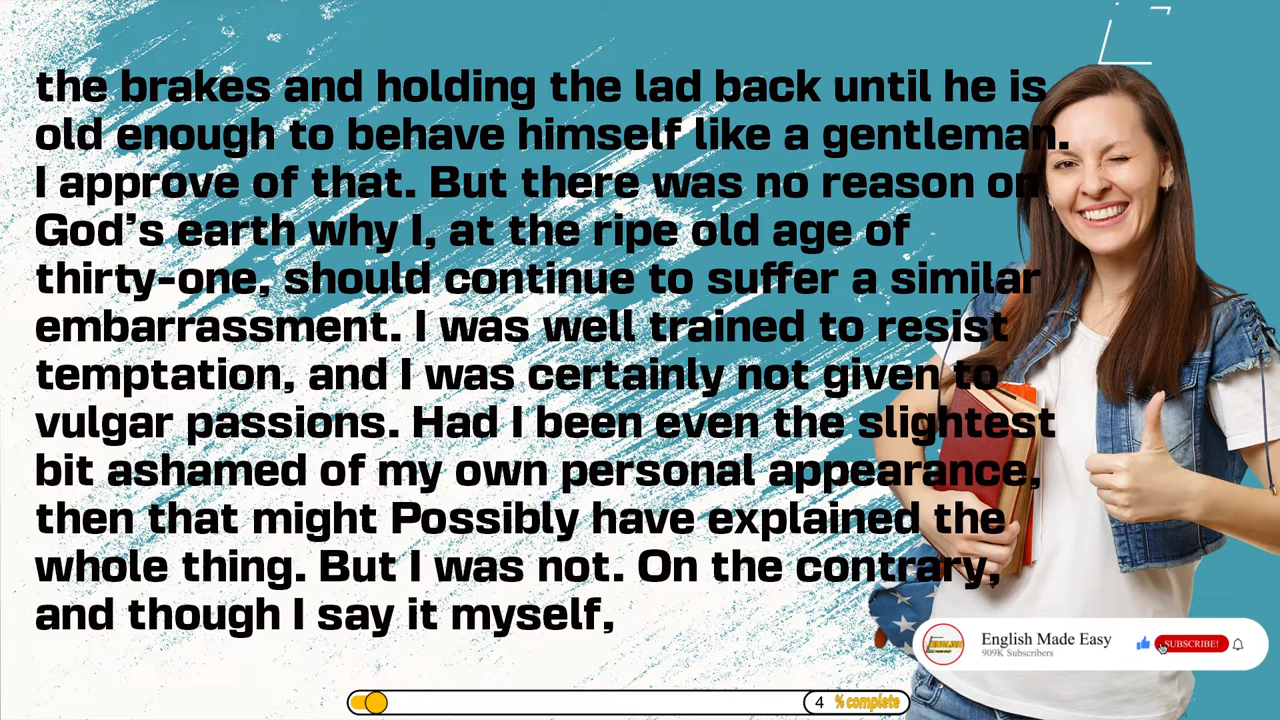 the brakes and holding the lad back until he is
old enough to behave himself like a gentleman.
I approve of that. But there was no reason on
God's earth why I, at the ripe old age of
thirty-one, should continue to suffer a similar
embarrassment. I was well trained to resist
temptation, and I was certainly not given to
vulgar passions. Had I been even the slightest
bit ashamed of my own personal appearance,
then that might Possibly have explained the
whole thing. But I was not. On the contrary,
and though I say it myself,
English Made Easy
909K Subscribers
SUBSCRIBE!
4 % complete